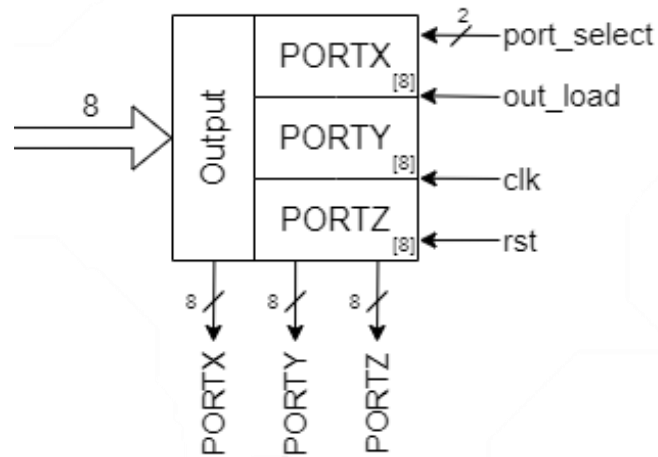 2
port_select
PORTX
[8]
out_load
8
Output
PORTY
[8]
clk
PORTZ
[8]
rst
8
8
8
PORTX
PORTY
PORTZ